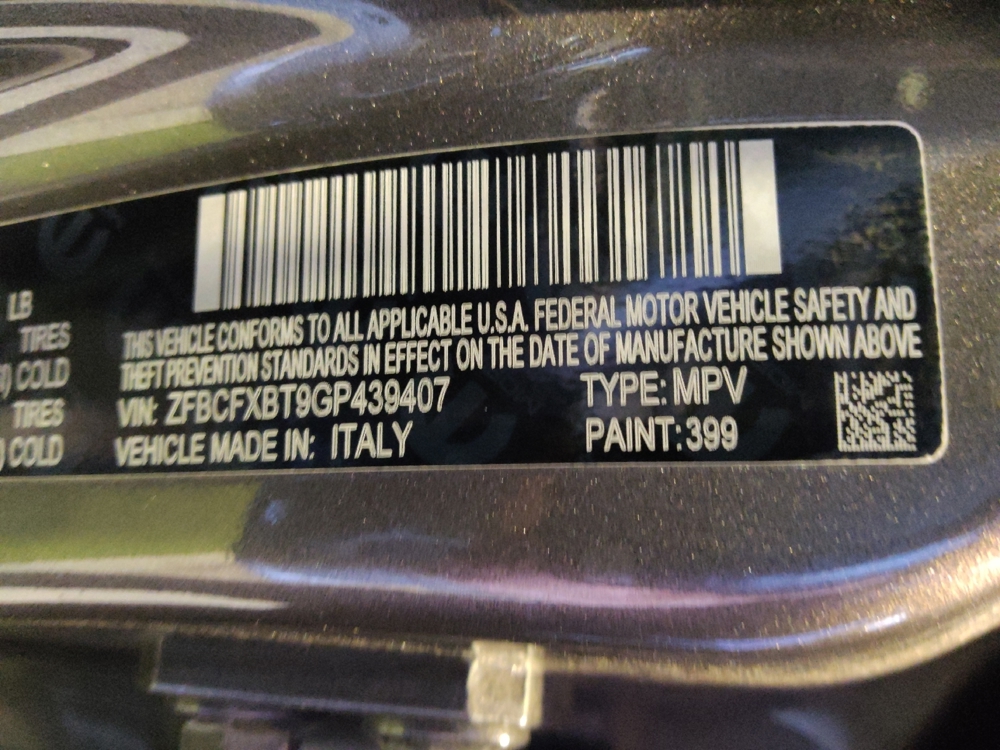 LB
TIRES
COLD
TIRES
) COLD
THIS VEHICLE CONFORMS TO ALL APPLICABLE U.S.A. FEDERAL MOTOR VEHICLE SAFETY AND
THEFT PREVENTION STANDARDS IN EFFECT ON THE DATE OF MANUFACTURE SHOWN ABOVE
VIN: ZFBCFXBT9GP439407 TYPE: MPV
VEHICLE MADE IN: ITALY PAINT: 399